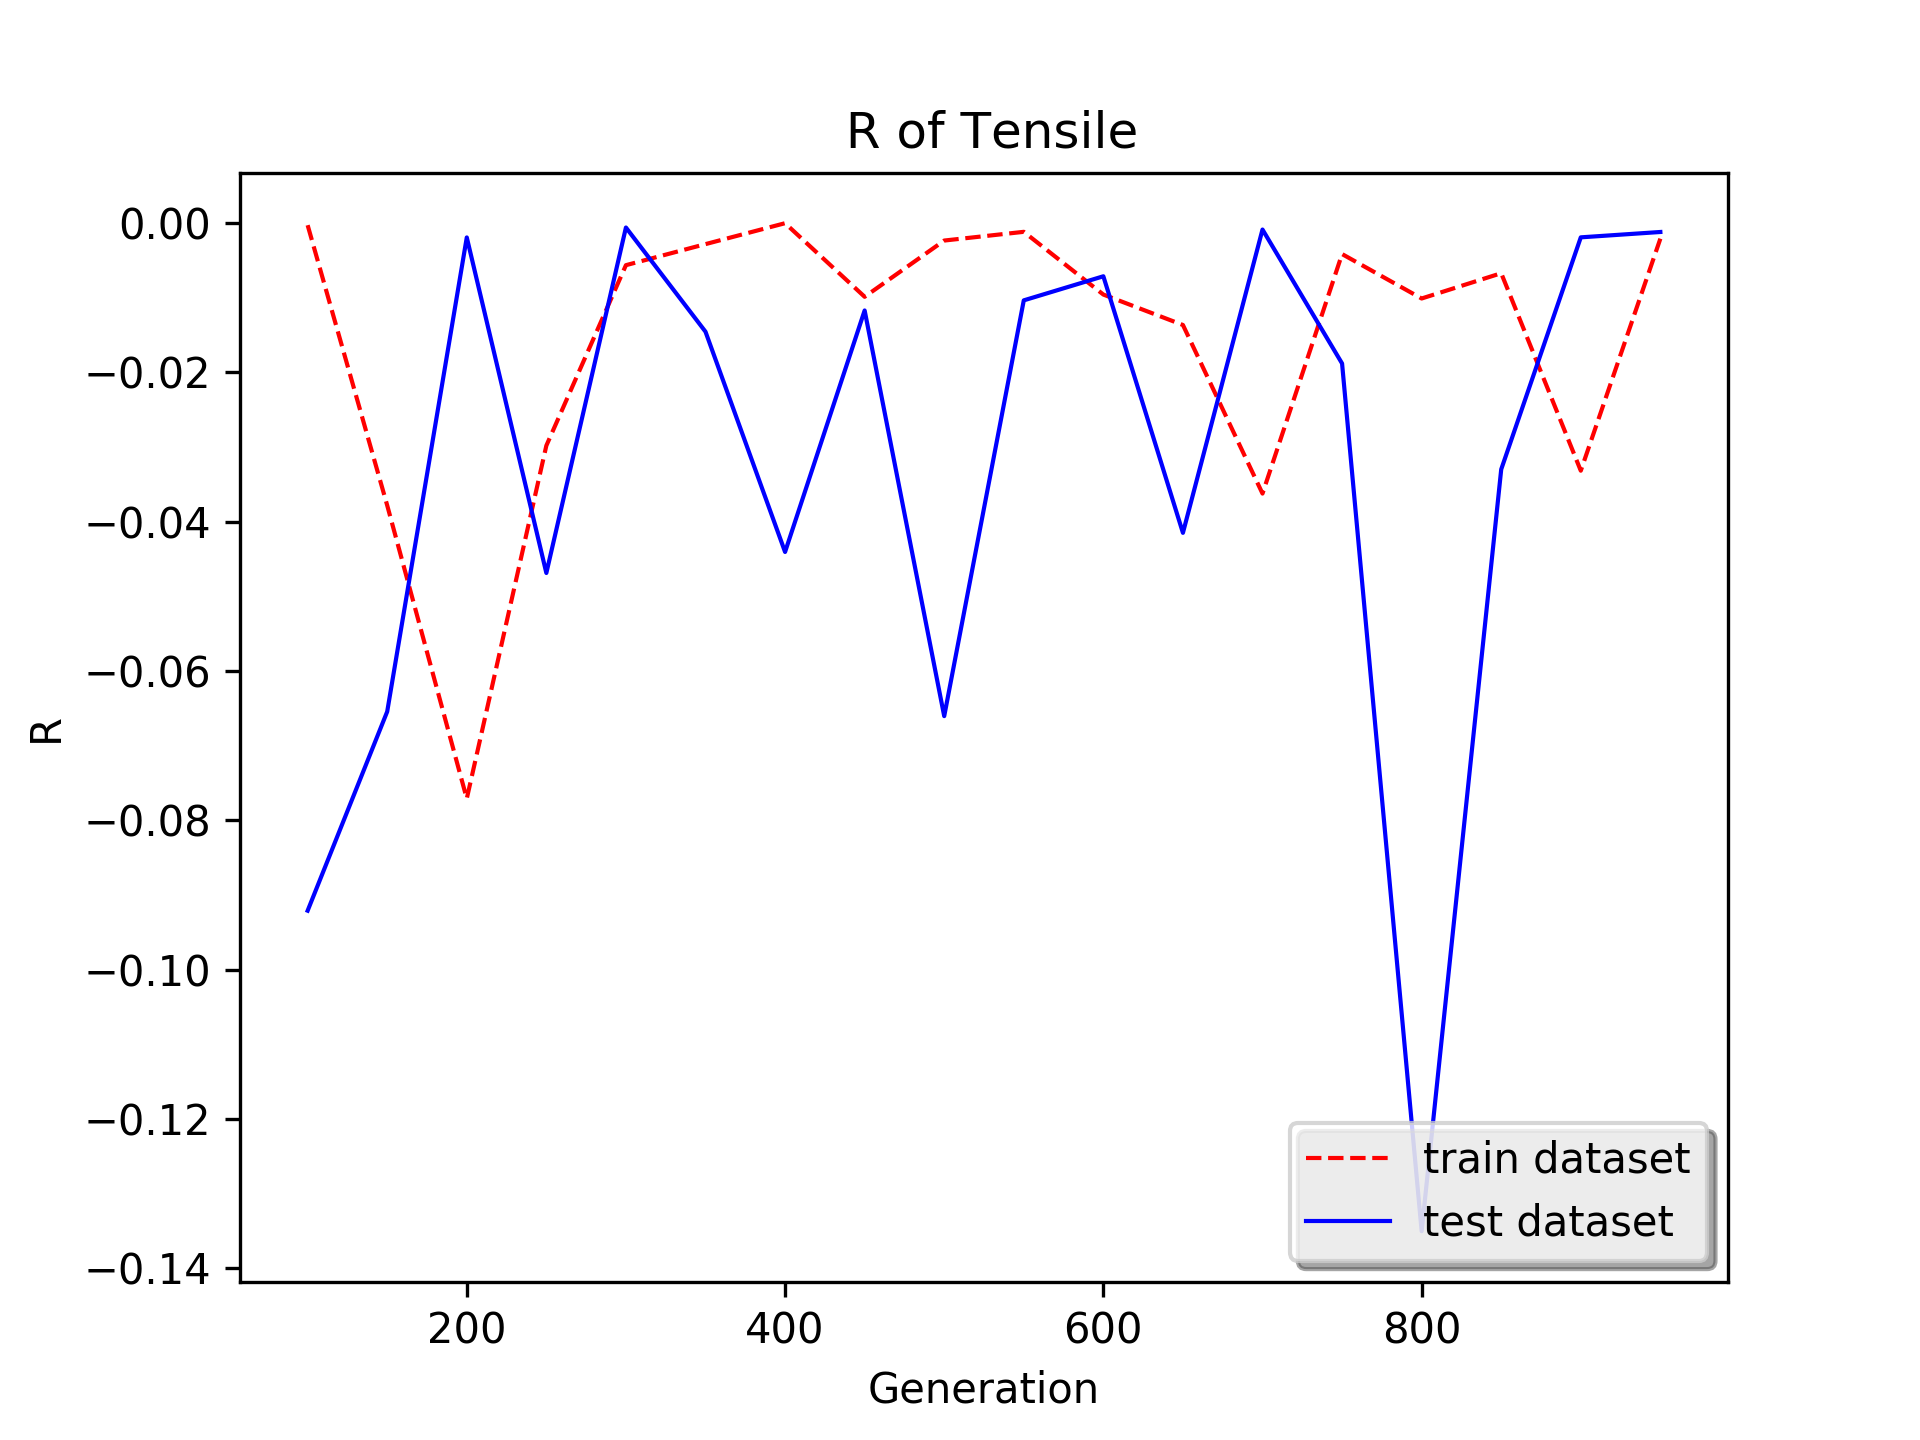 R of Tensile
0.00
−0.02
−0.04
−0.06
−0.08
−0.10
−0.12
−0.14
R
train dataset
test dataset
200 400 600 800
Generation